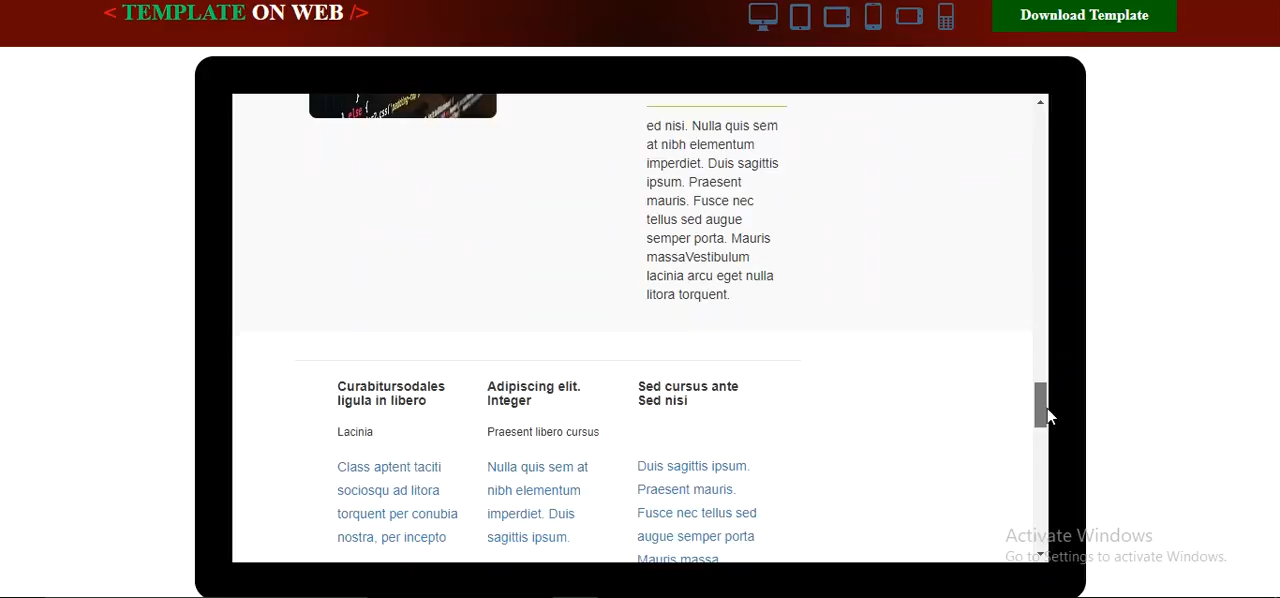 < TEMPLATE ON WEB />
Download Template
else {
ed nisi. Nulla quis sem
at nibh elementum
imperdiet. Duis sagittis
ipsum. Praesent
mauris. Fusce nec
tellus sed augue
semper porta. Mauris
massaVestibulum
lacinia arcu eget nulla
litora torquent.
Curabitursodales
ligula in libero
Lacinia
Class aptent taciti
sociosqu ad litora
torquent per conubia
nostra, per incepto
Adipiscing elit.
Integer
Praesent libero cursus
Nulla quis sem at
nibh elementum
imperdiet. Duis
sagittis ipsum.
Sed cursus ante
Sed nisi
Duis sagittis ipsum.
Praesent mauris.
Fusce nec tellus sed
augue semper porta
Mauris massa
Activate Windows
Go to Settings to activate Windows.